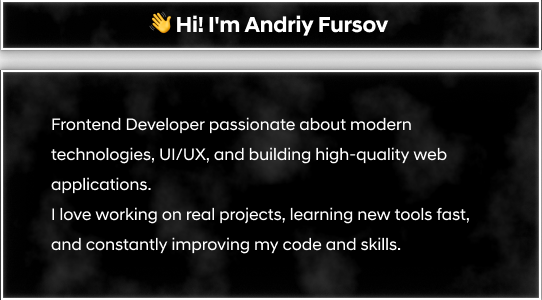 👋 Hi! I'm Andriy Fursov
Frontend Developer passionate about modern
technologies, UI/UX, and building high-quality web
applications.
I love working on real projects, learning new tools fast,
and constantly improving my code and skills.